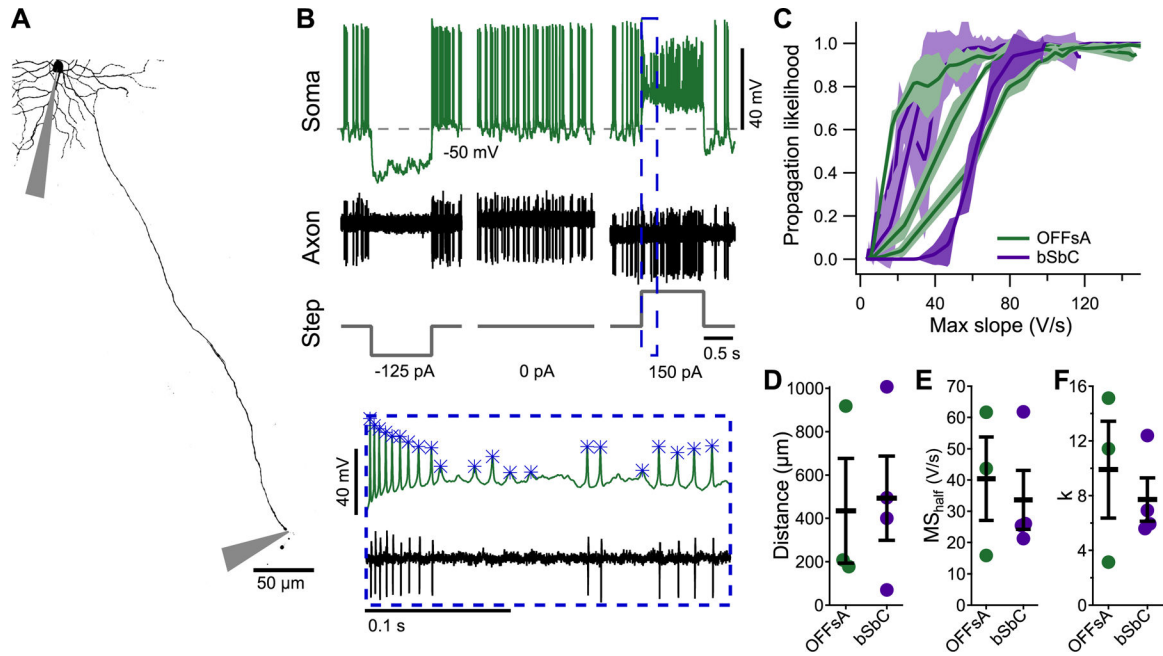 A
50 µm
B
Soma
-50 mv
40 mV
Axon
Step
-125 pA
0 pA
150 pA
0.5 s
40 mV
0.1 s
C
Propagation likelihood
1.0
0.8
0.6
0.4
0.2
0.0
OFFsA
bSbC
0
40
80
120
Max slope (V/s)
D
Distance (µm)
1000
800
600
400
200
0
OFFsA
bSbC
E
MShalf (V/s)
70
60
50
40
30
20
10
0
OFFsA
bSbC
F
k
16
12
8
4
0
OFFsA
bSbC